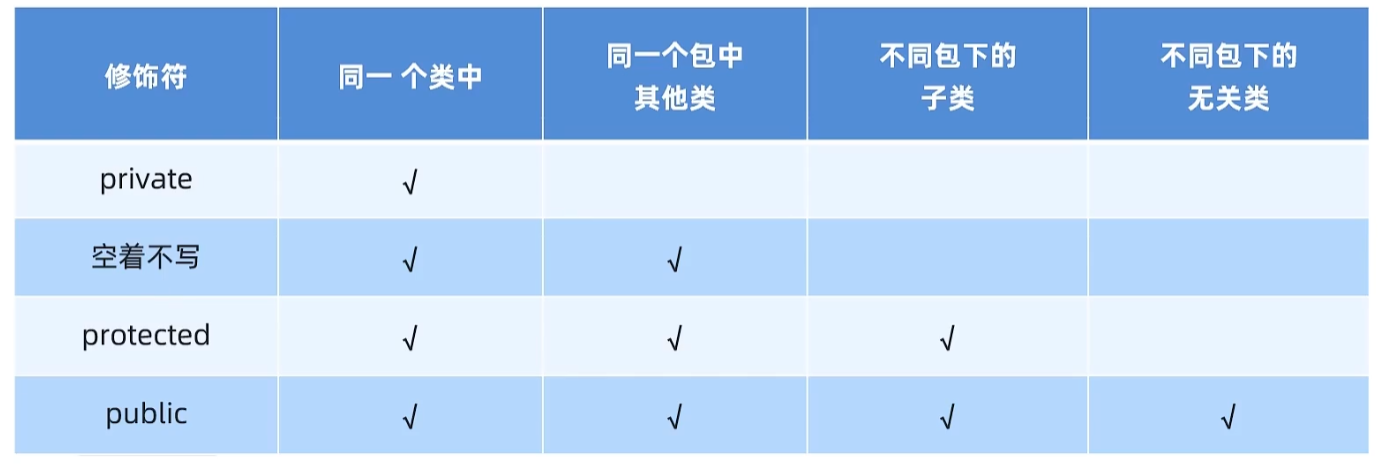 修饰符 同一 个类中 同一个包中 其他类 不同包下的 子类 不同包下的 无关类
private √
空着不写 √ √
protected √ √ √
public √ √ √ √